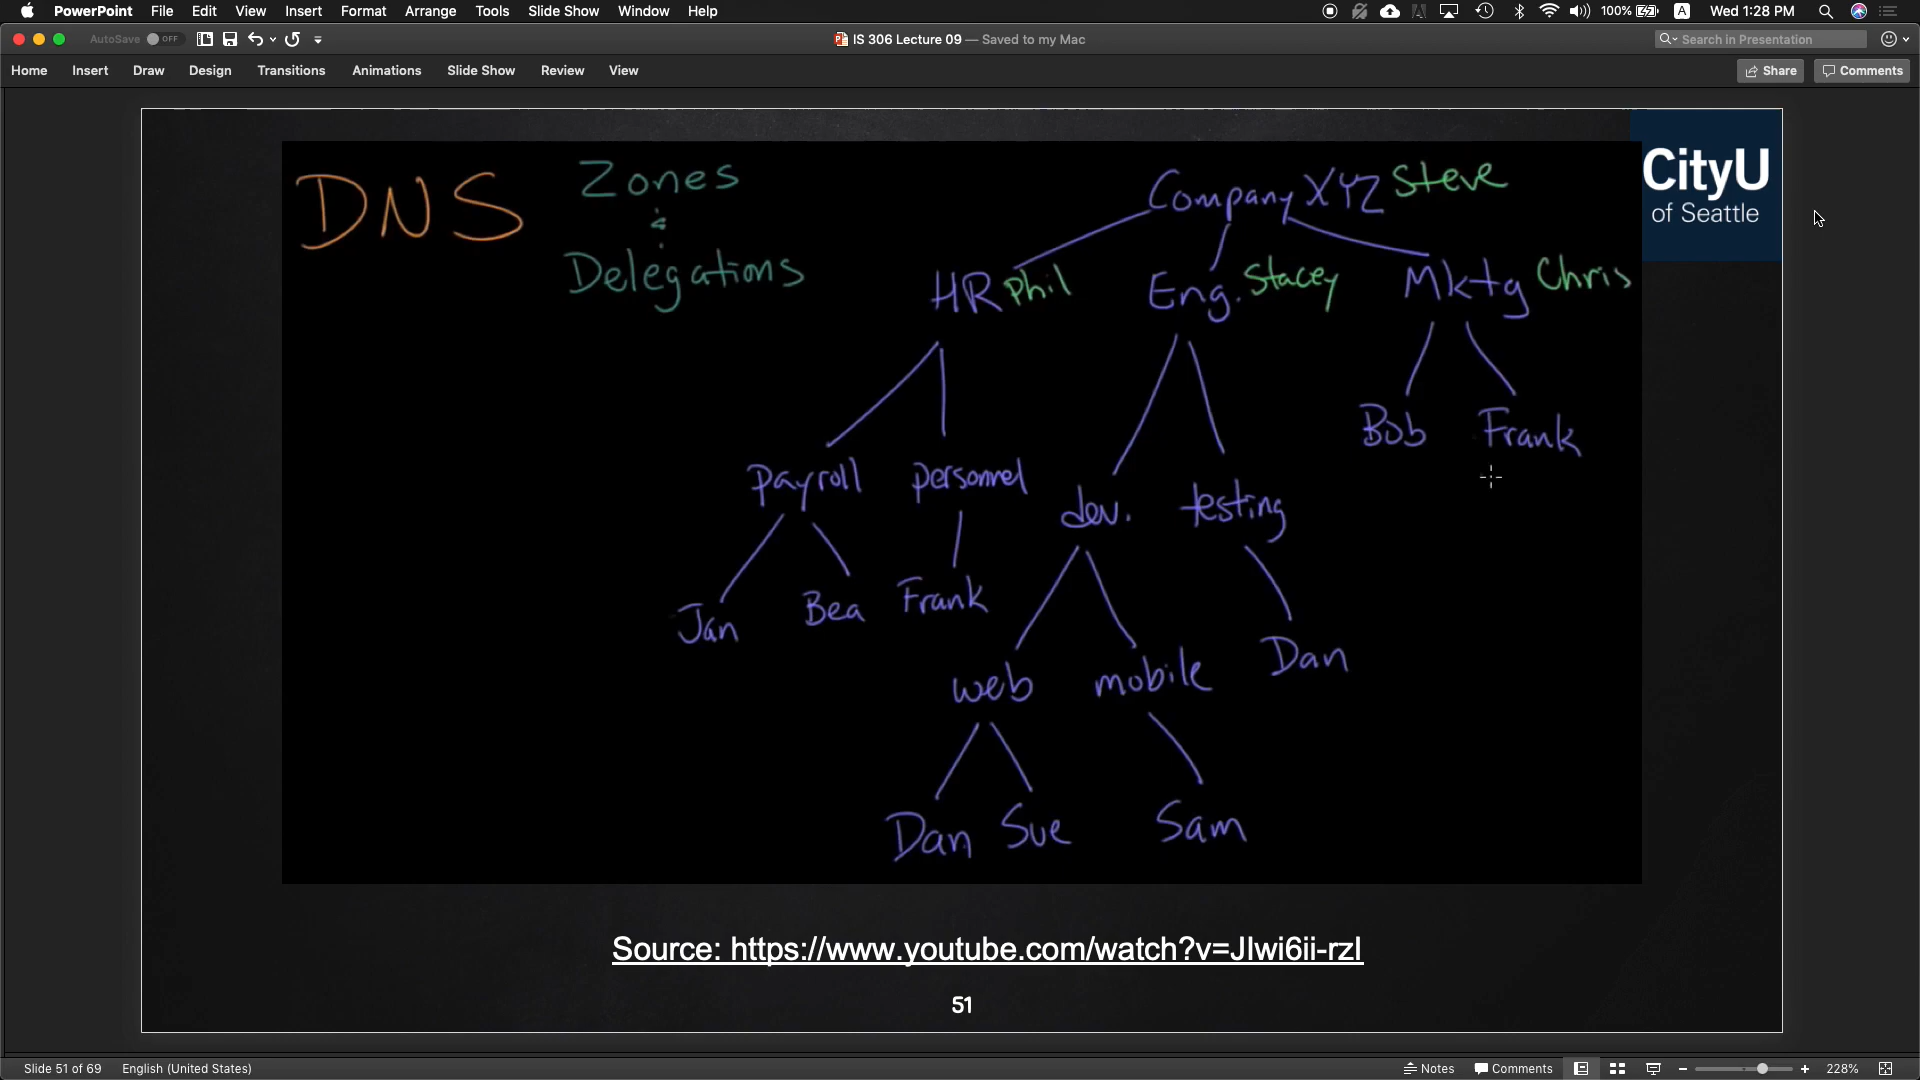 PowerPoint File Edit View Insert Format Arrange Tools Slide Show Window Help 100% A Wed 1:28 PM
AutoSave OFF IS 306 Lecture 09 — Saved to my Mac Search in Presentation
Home Insert Draw Design Transitions Animations Slide Show Review View Share Comments
DNS
Zones
&
Delegations
Company XYZ Steve
CityU
of Seattle
HR Phil Eng. Stacey Mktg Chris
Bob Frank
Payroll personnel dev. testing
Jan Bea Frank
web mobile Dan
Dan Sue Sam
Source: https://www.youtube.com/watch?v=JIwi6ii-rzI
51
Slide 51 of 69 English (United States) Notes Comments 228%